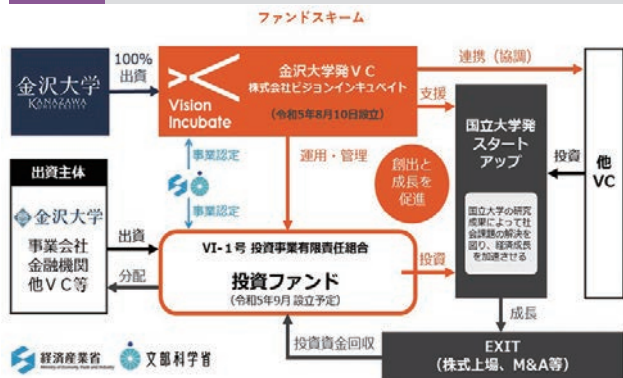 ファンドスキーム
金沢大学
KANAZAWA
UNIVERSITY
100%
出資
Vision
Incubate
金沢大学発VC
株式会社ビジョンインキュベイト
(令和5年8月10日設立)
連携(協調)
支援
国立大学発
スタート
アップ
国立大学の研究
成果によって社
会課題の解決を
図り、経済成長
を加速させる
投資
他
VC
事業認定
事業認定
運用・管理
創出と
成長を
促進
出資主体
金沢大学
事業会社
金融機関
他VC等
出資
分配
VI-1号 投資事業有限責任組合
投資ファンド
(令和5年9月 設立予定)
投資
成長
投資資金回収
EXIT
(株式上場、M&A等)
経済産業省
Ministry of Economy, Trade and Industry
文部科学省